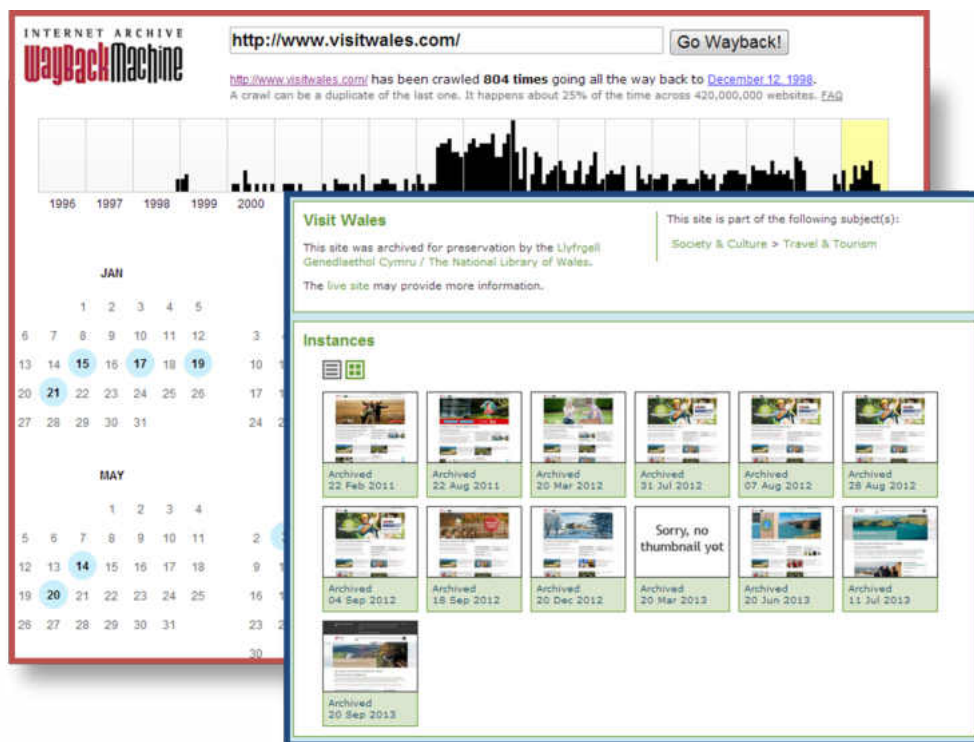 INTERNET ARCHIVE
WayBackMachine
http://www.visitwales.com/
Go Wayback!
http://www.visitwales.com/ has been crawled 804 times going all the way back to December 12, 1998.
A crawl can be a duplicate of the last one. It happens about 25% of the time across 420,000,000 websites. FAQ
1996 1997 1998 1999 2000
JAN
1 2 3 4 5
6 7 8 9 10 11 12 3
13 14 15 16 17 18 19 10
20 21 22 23 24 25 26 17
27 28 29 30 31 24
MAY
1 2 3 4
5 6 7 8 9 10 11 2
12 13 14 15 16 17 18 9
19 20 21 22 23 24 25 16
26 27 28 29 30 31 23
30
Visit Wales
This site was archived for preservation by the Llyfrgell
Genedlaethol Cymru / The National Library of Wales.
The live site may provide more information.
This site is part of the following subject(s):
Society & Culture > Travel & Tourism
Instances
Archived
22 Feb 2011
Archived
22 Aug 2011
Archived
20 Mar 2012
Archived
31 Jul 2012
Archived
07 Aug 2012
Archived
28 Aug 2012
Archived
04 Sep 2012
Archived
18 Sep 2012
Archived
20 Dec 2012
Sorry, no
thumbnail yet
Archived
20 Mar 2013
Archived
20 Jun 2013
Archived
11 Jul 2013
Archived
20 Sep 2013